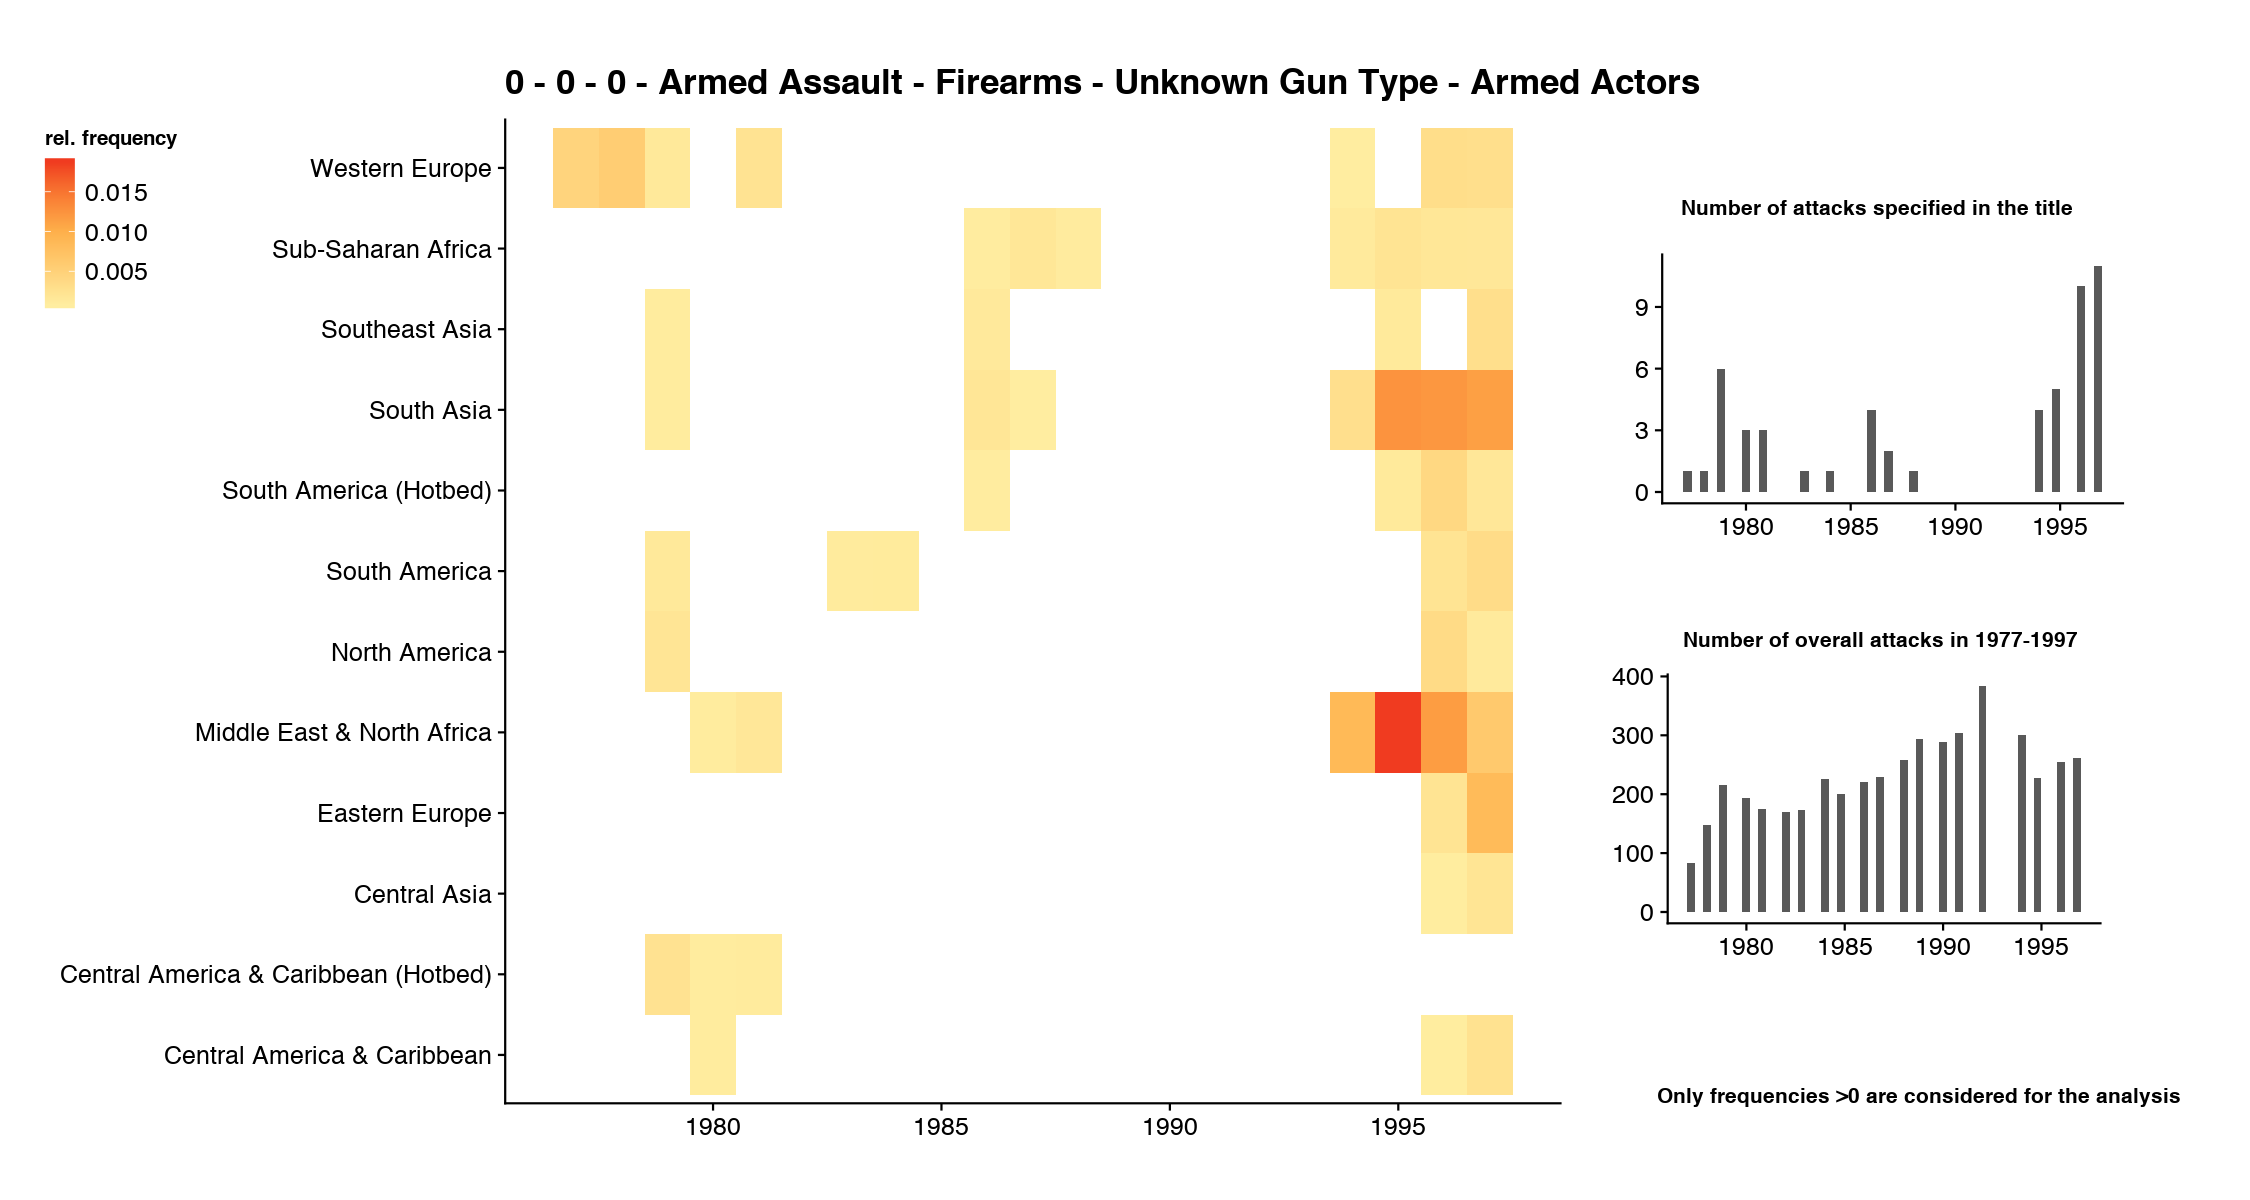 0 - 0 - 0 - Armed Assault - Firearms - Unknown Gun Type - Armed Actors
rel. frequency
0.015
0.010
0.005
Western Europe
Sub-Saharan Africa
Southeast Asia
South Asia
South America (Hotbed)
South America
North America
Middle East & North Africa
Eastern Europe
Central Asia
Central America & Caribbean (Hotbed)
Central America & Caribbean
1980 1985 1990 1995
Number of attacks specified in the title
9
6
3
0
1980 1985 1990 1995
Number of overall attacks in 1977-1997
400
300
200
100
0
1980 1985 1990 1995
Only frequencies >0 are considered for the analysis